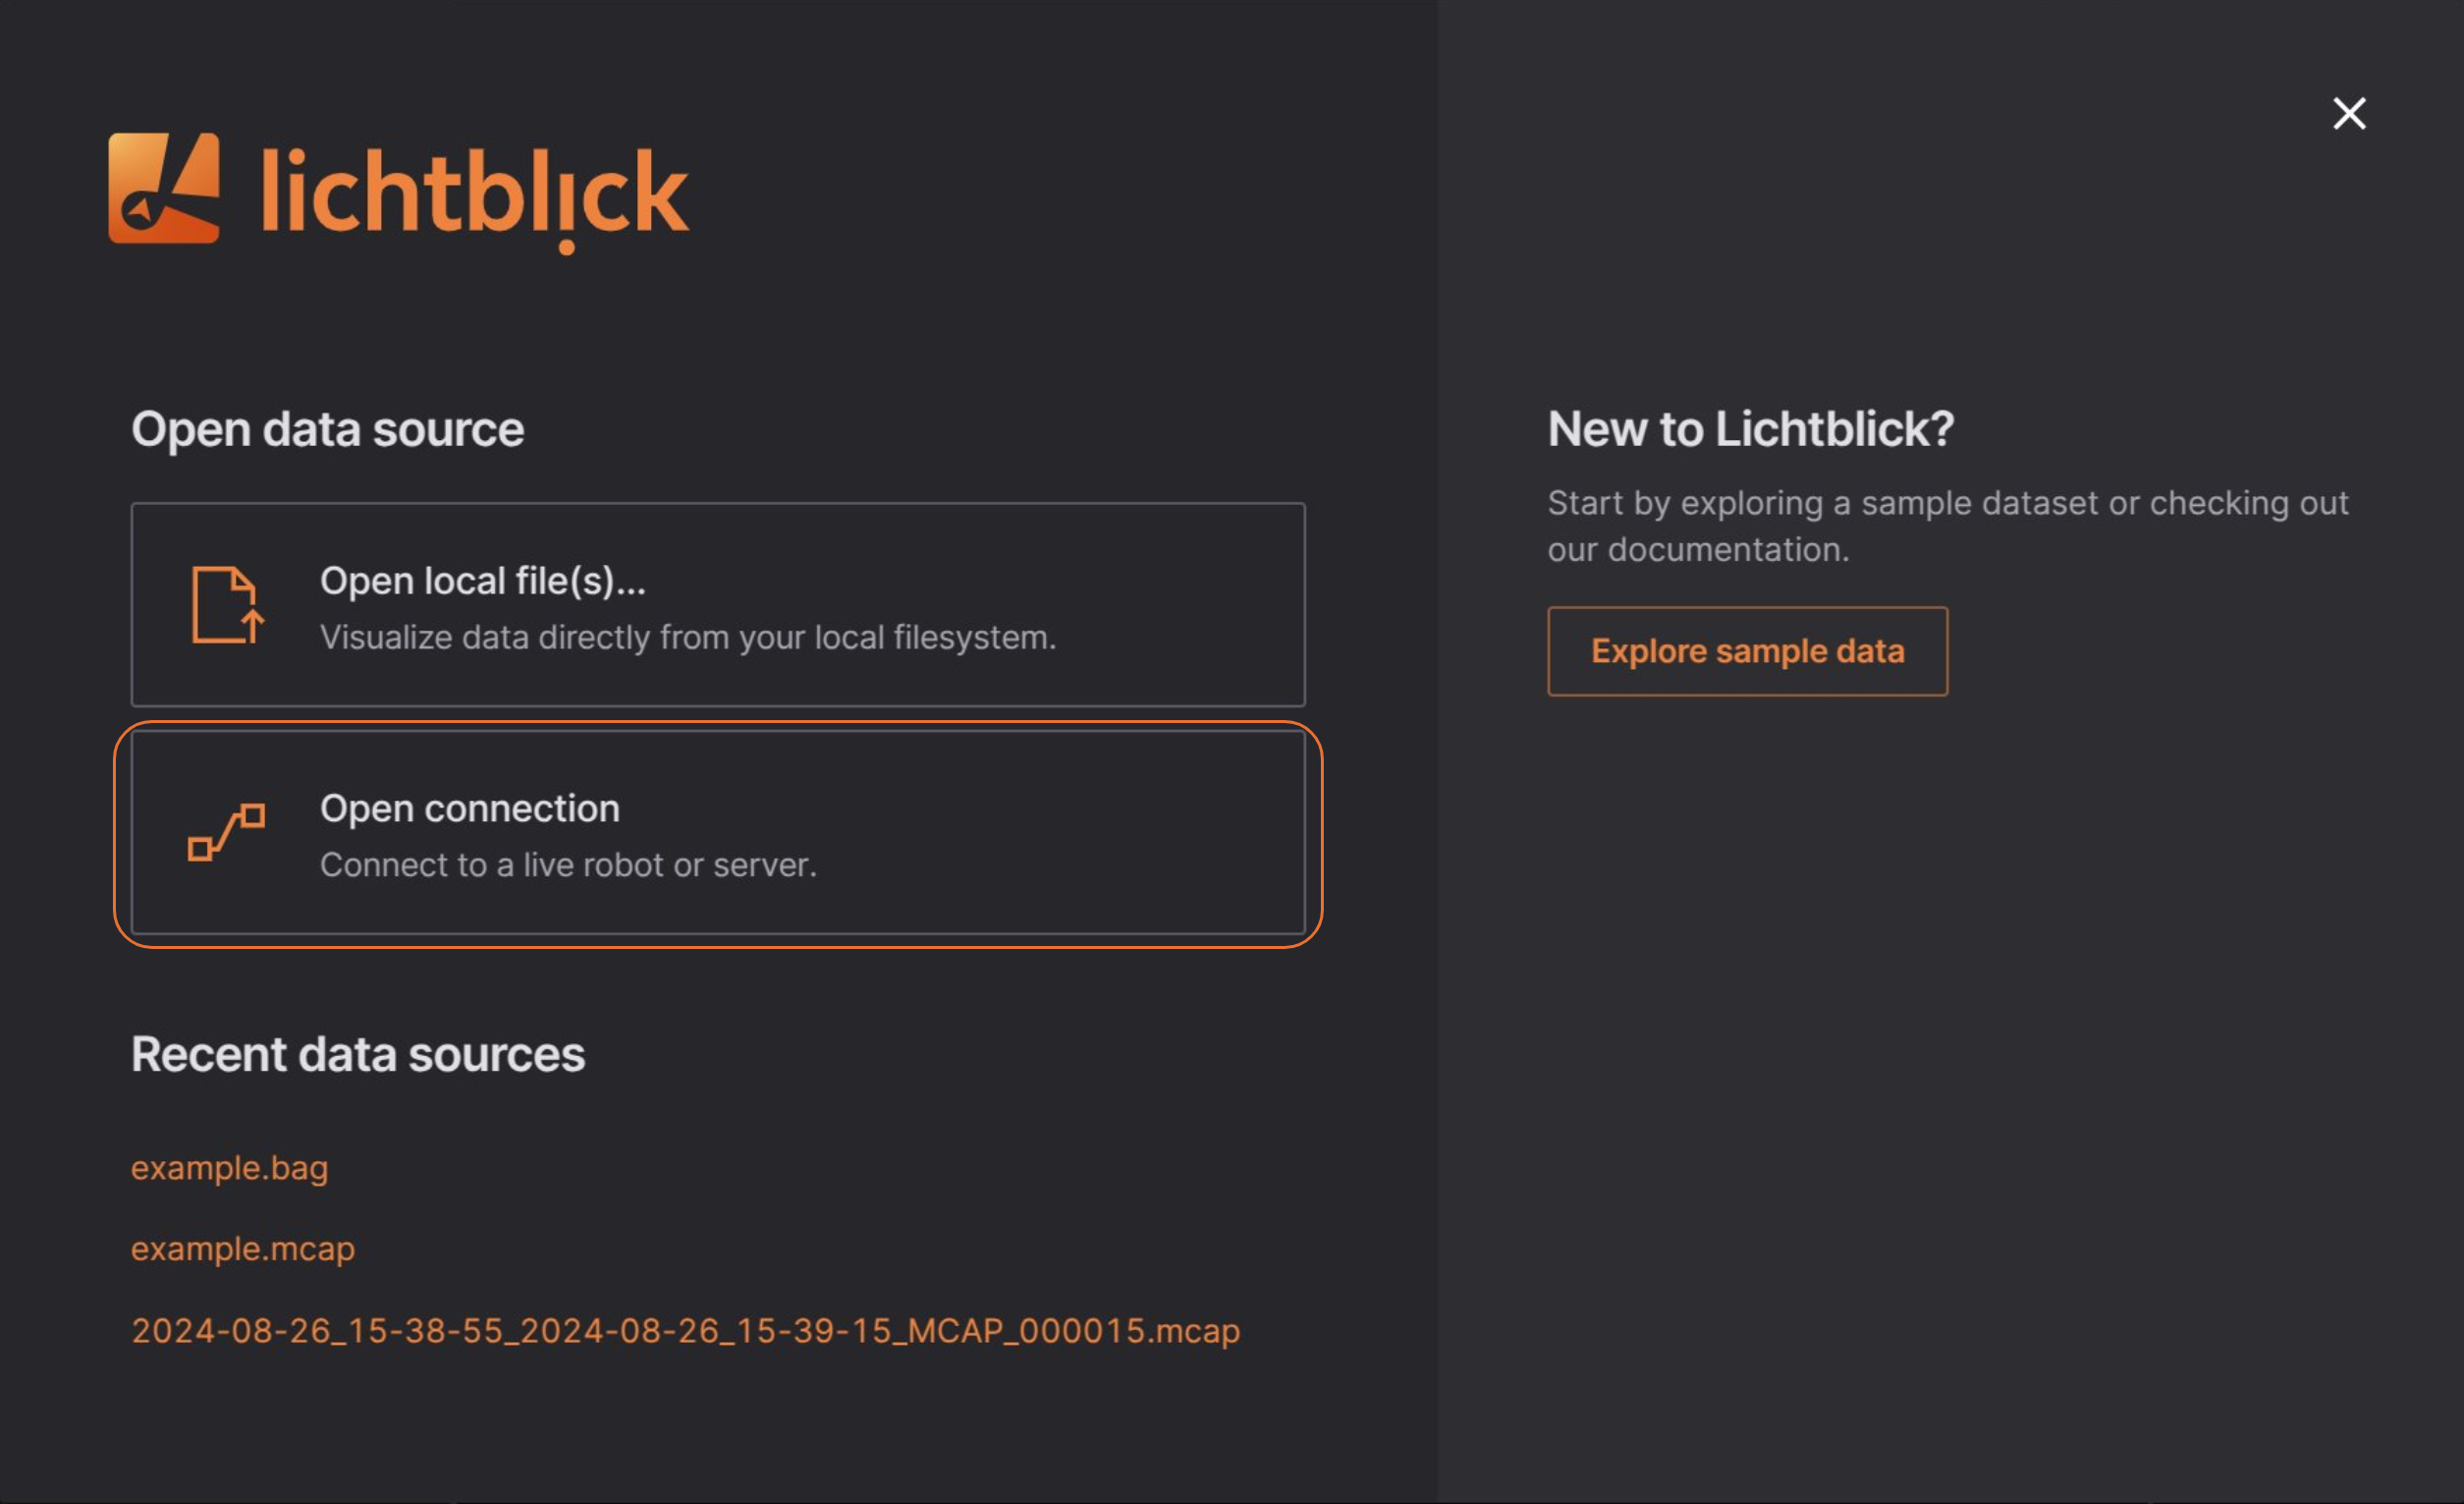 lichtblick
Open data source
Open local file(s)...
Visualize data directly from your local filesystem.
Open connection
Connect to a live robot or server.
Recent data sources
example.bag
example.mcap
2024-08-26_15-38-55_2024-08-26_15-39-15_MCAP_000015.mcap
New to Lichtblick?
Start by exploring a sample dataset or checking out
our documentation.
Explore sample data